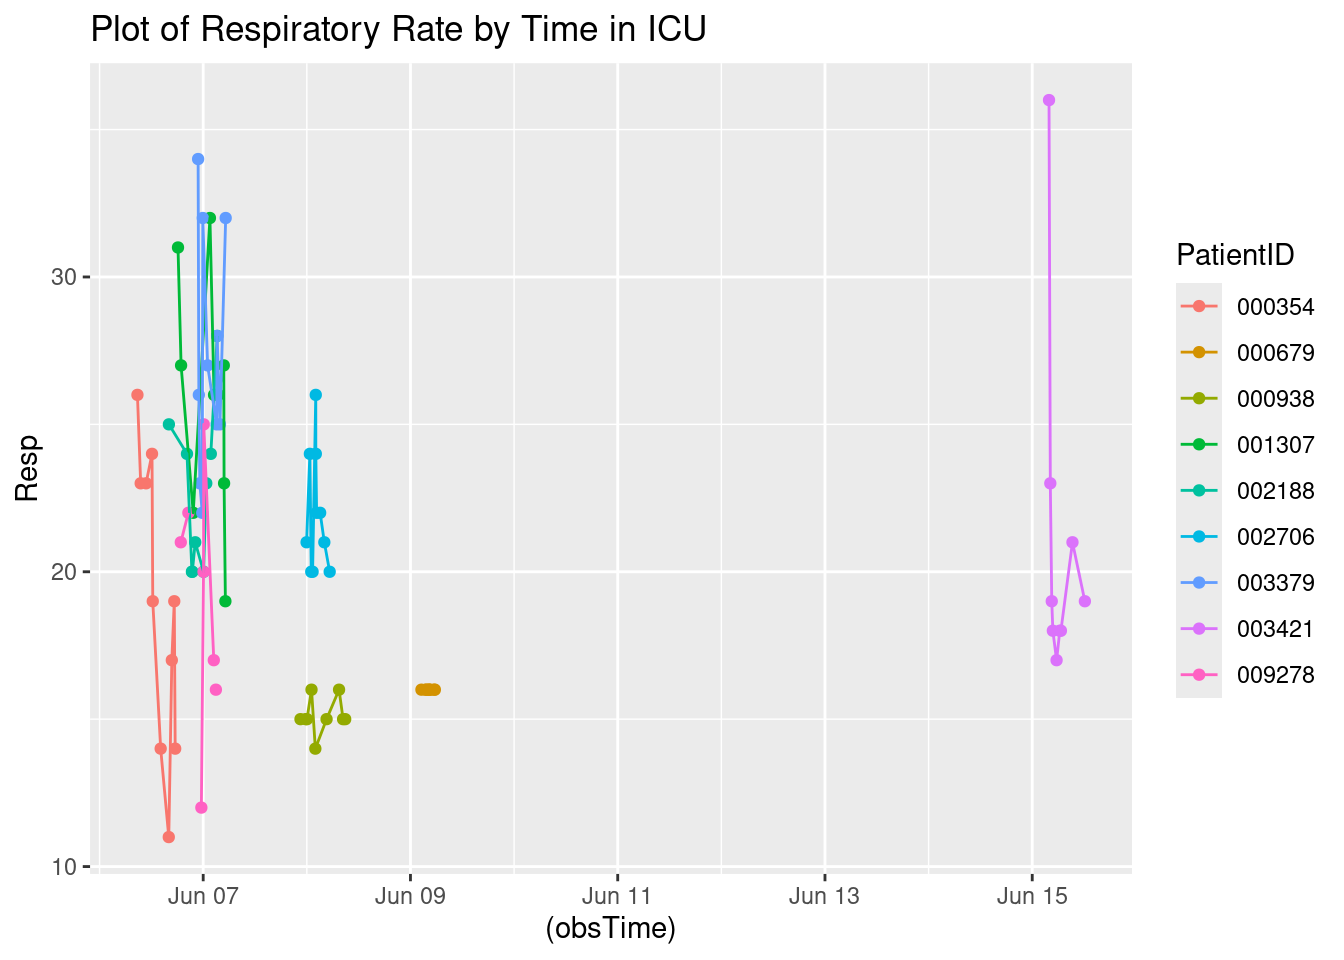 Plot of Respiratory Rate by Time in ICU
Resp
30
20
10
Jun 07
Jun 09
Jun 11
Jun 13
Jun 15
(obsTime)
PatientID
000354
000679
000938
001307
002188
002706
003379
003421
009278